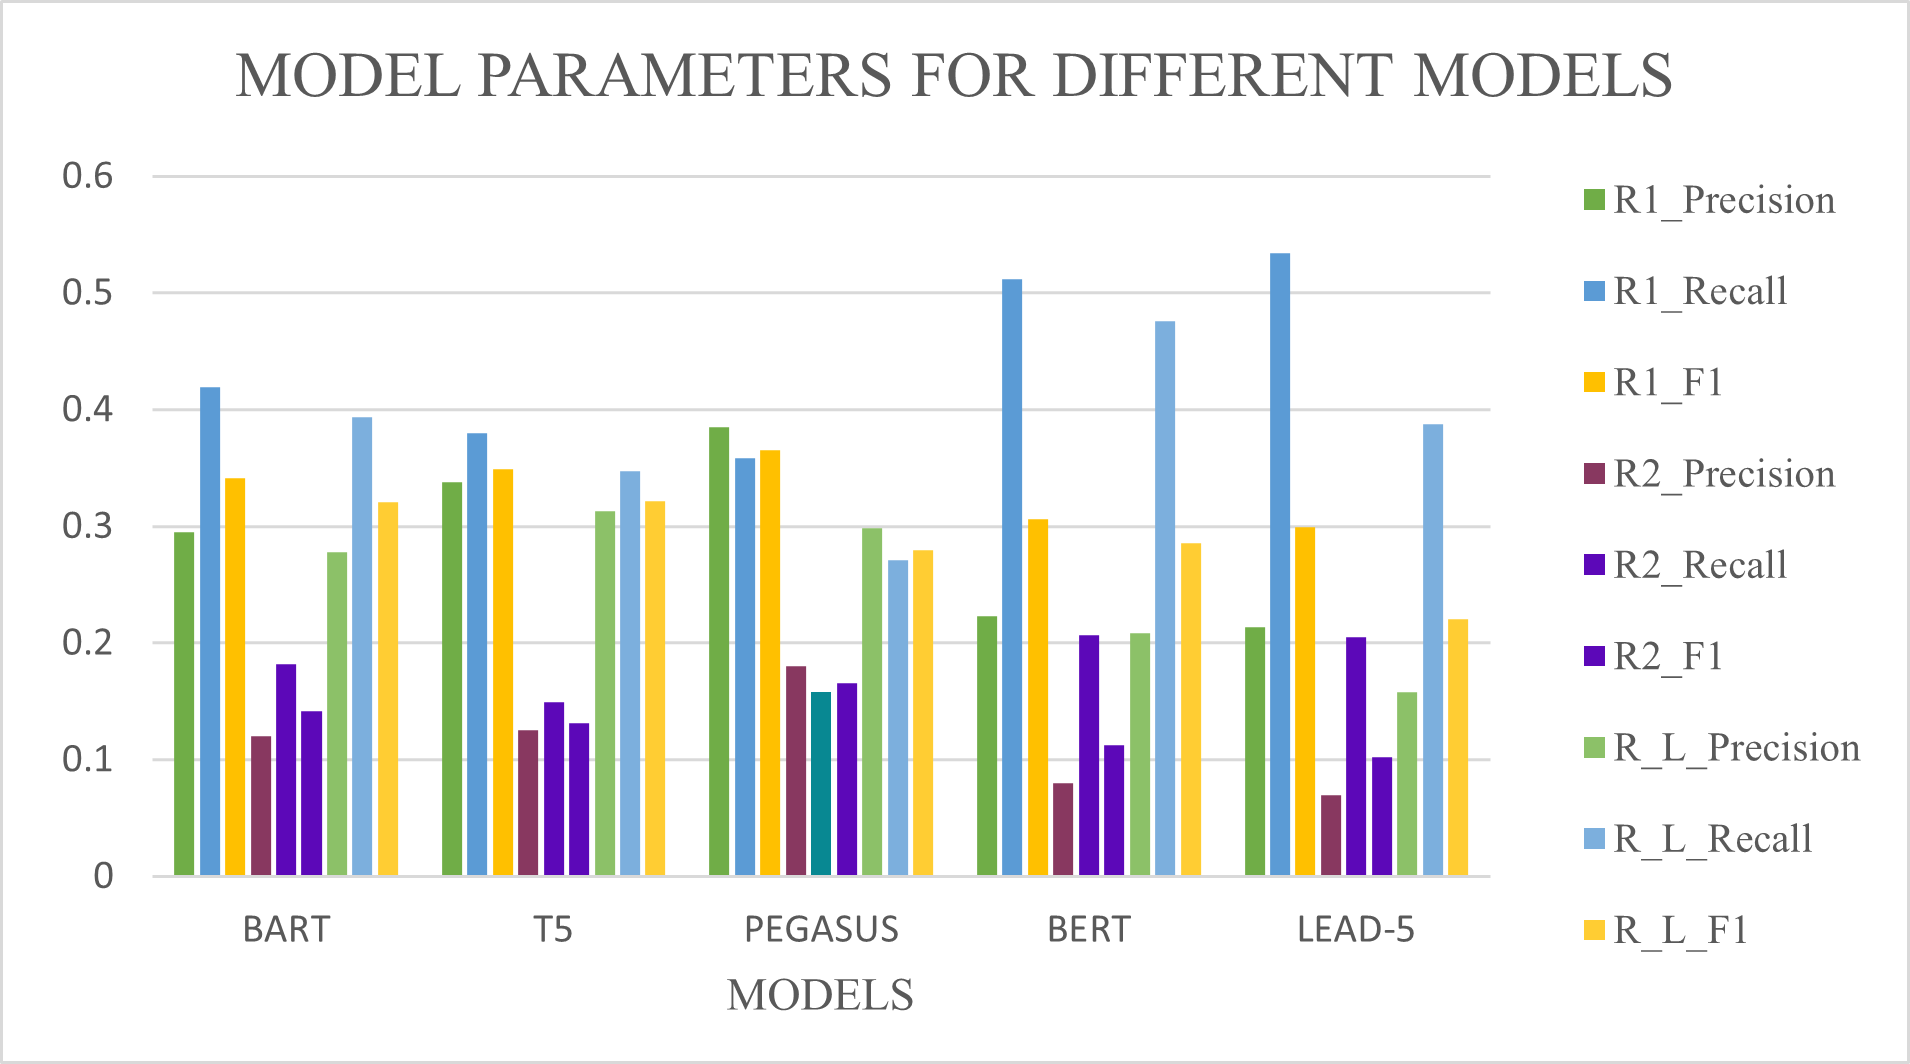 MODEL PARAMETERS FOR DIFFERENT MODELS
0.6
0.5
0.4
0.3
0.2
0.1
0
BART
T5
PEGASUS
BERT
LEAD-5
MODELS
R1_Precision
R1_Recall
R1_F1
R2_Precision
R2_Recall
R2_F1
R_L_Precision
R_L_Recall
R_L_F1